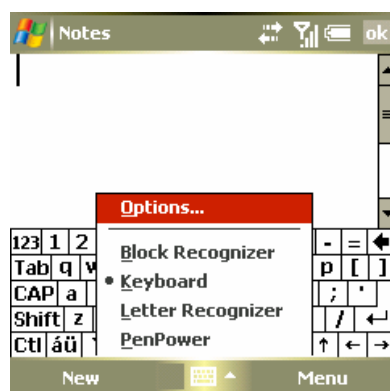 Notes ok
Options...
123 1 2 - =
Block Recognizer
Tab q p [ ]
Keyboard
CAP a ; '
Letter Recognizer
Shift z /
PenPower
Ctl áü
New Menu